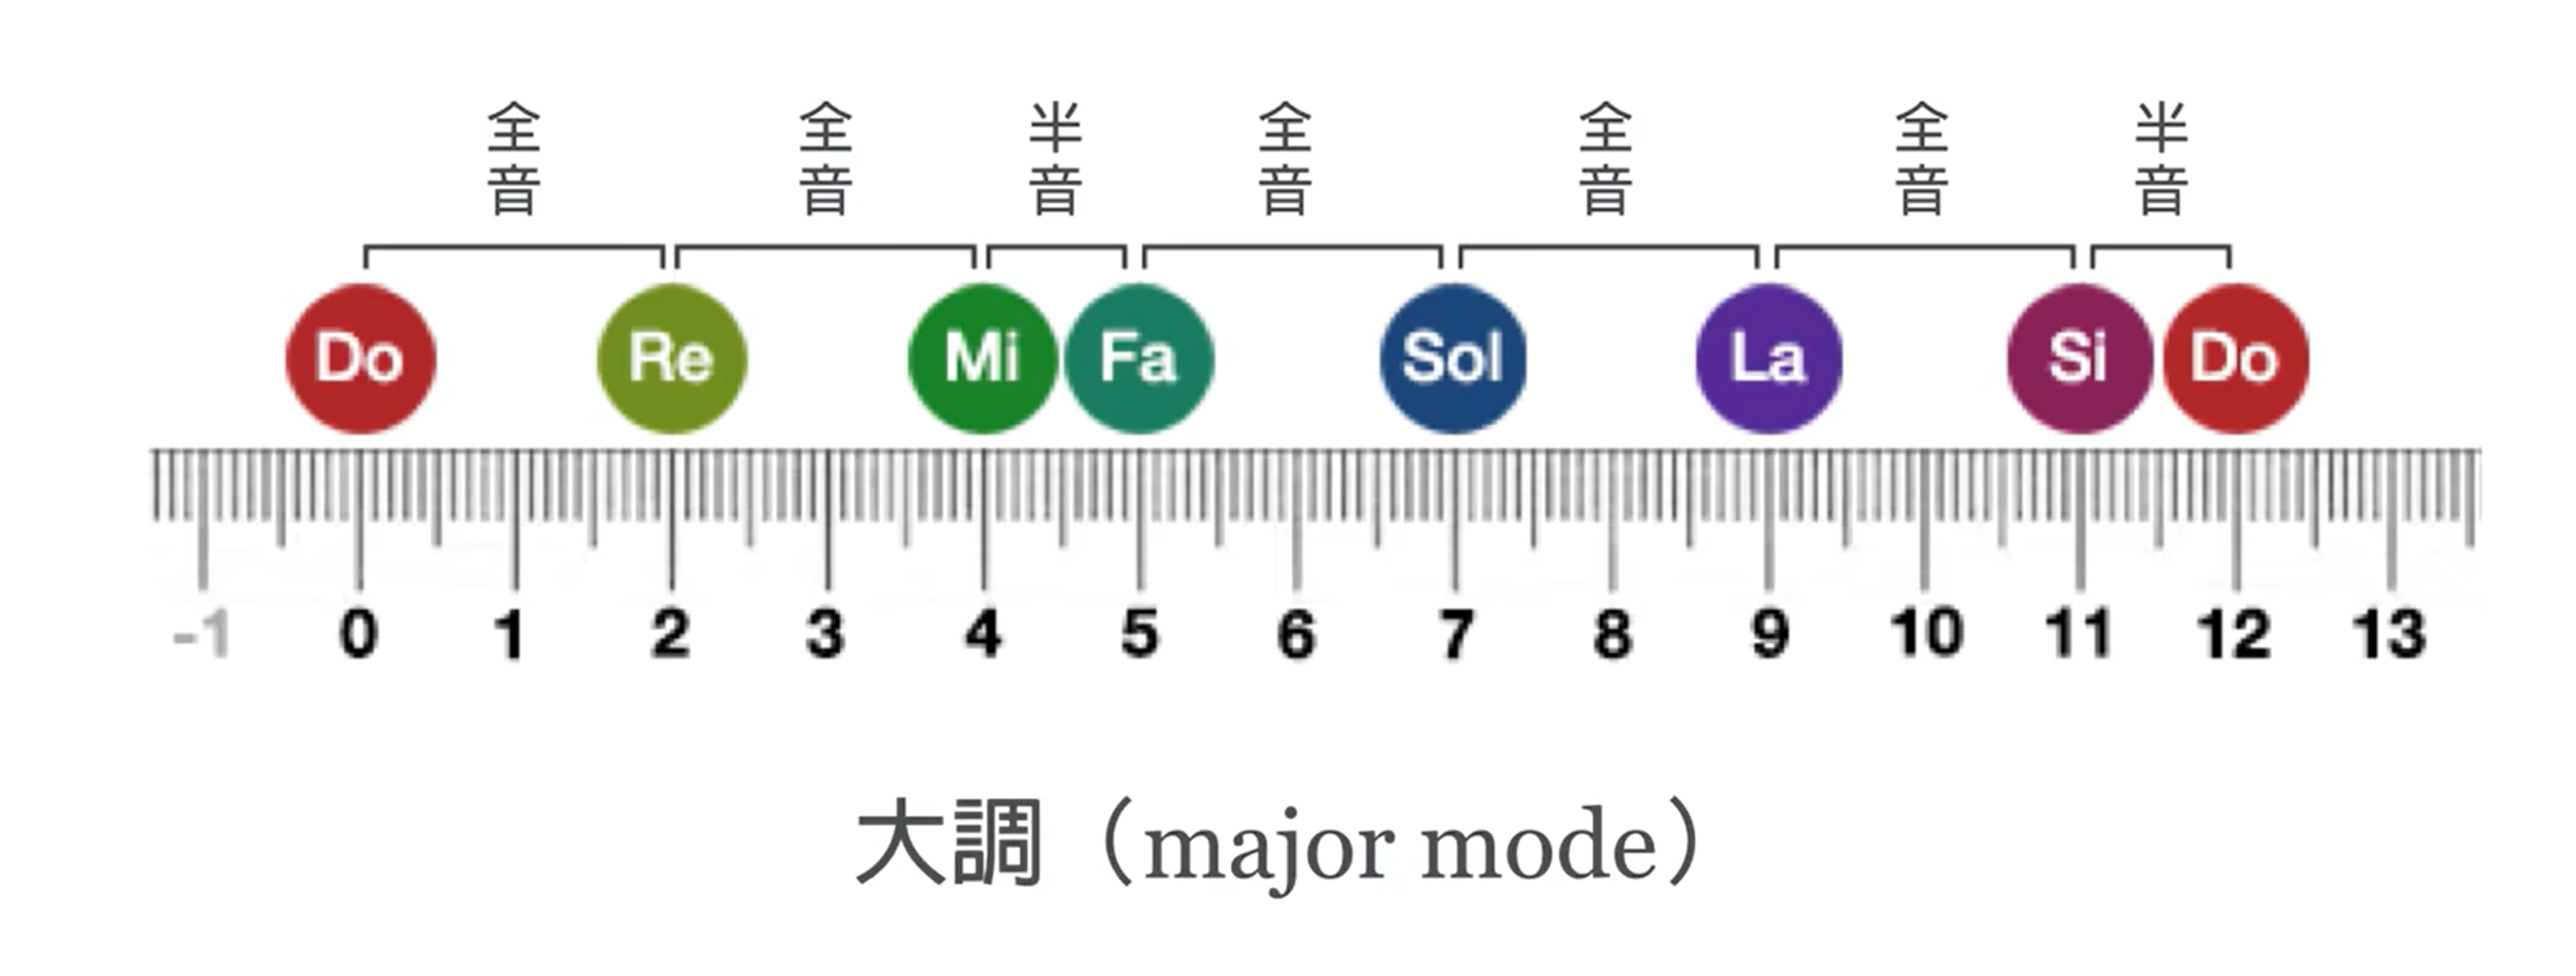 全音 全音 半音 全音 全音 全音 半音
Do Re Mi Fa Sol La Si Do
-1 0 1 2 3 4 5 6 7 8 9 10 11 12 13
大調（major mode）